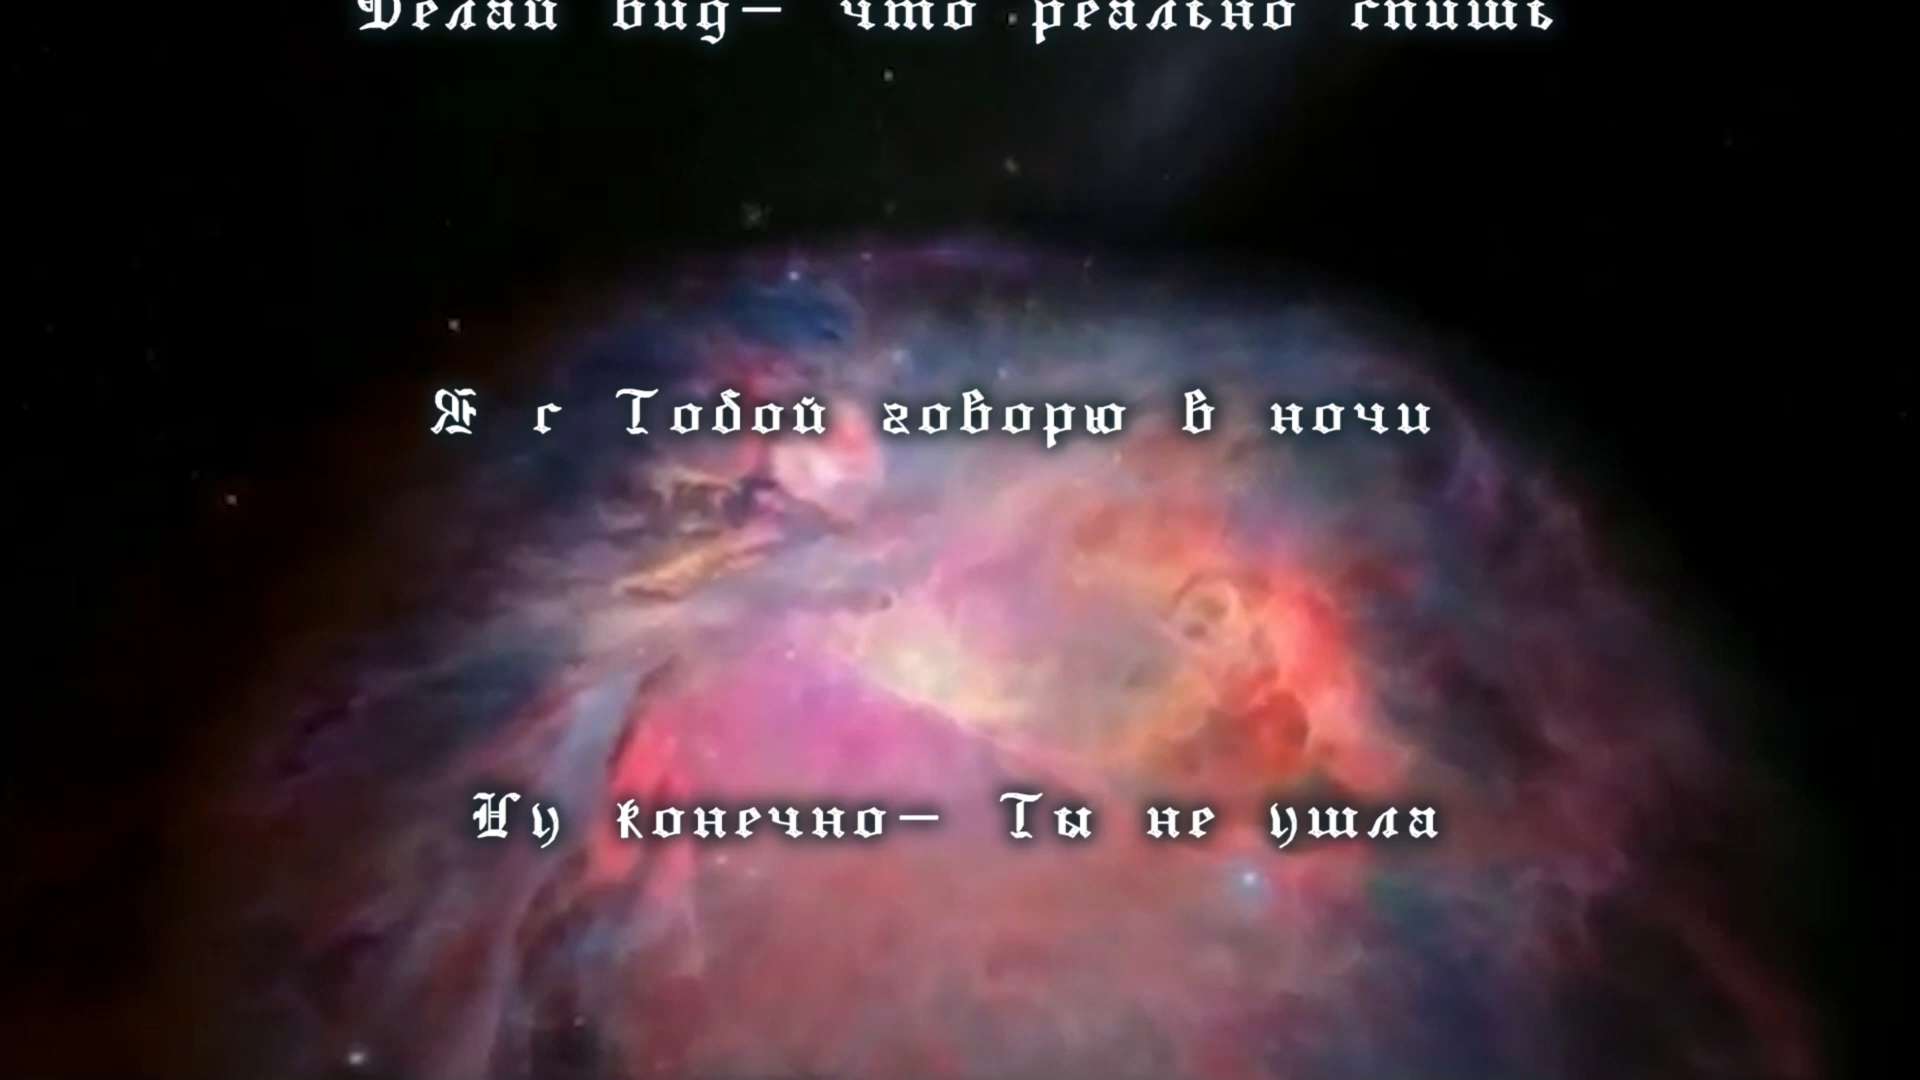 Делай вид— что реально спишь
Я с Тобой говорю в ночи
Ну конечно— Ты не ушла